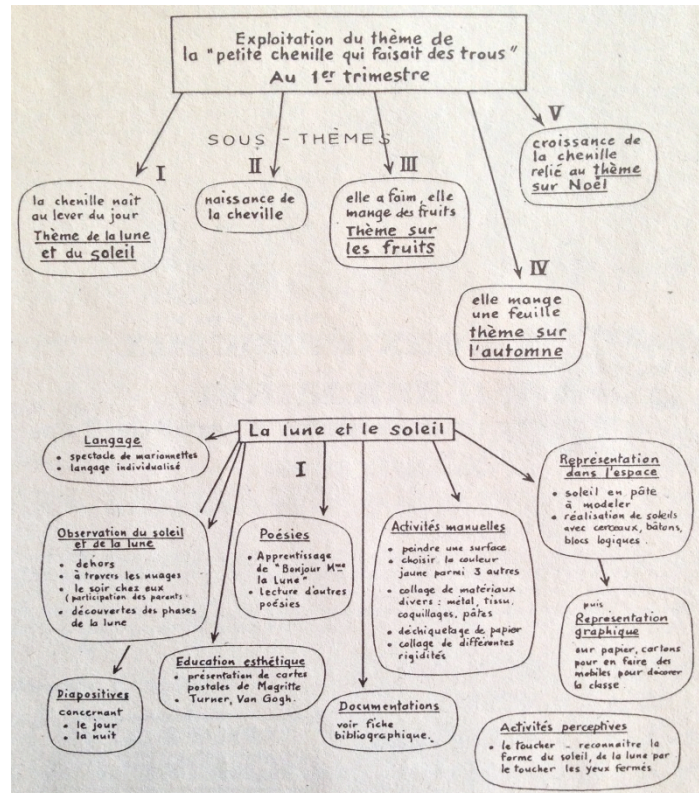 Exploitation du thème de
la "petite chenille qui faisait des trous"
Au 1er trimestre
SOUS - THÈMES
I
la chenille nait
au lever du jour
Thème de la lune
et du soleil
II
naissance de
la cheville
III
elle a faim, elle
mange des fruits
Thème sur
les fruits
IV
elle mange
une feuille
thème sur
l'automne
V
croissance de
la chenille
relié au thème
sur Noël
La lune et le soleil
I
Langage
• spectacle de marionnettes
• langage individualisé
Observation du soleil
et de la lune
• dehors
• à travers les nuages
• le soir chez eux
(participation des parents
• découvertes des phases
de la lune
Diapositives
concernant
• le jour
• la nuit
Education esthétique
• présentation de cartes
postales de Magritte
• Turner, Van Gogh.
Poésies
• Apprentissage
de "Bonjour Mme
la Lune"
• Lecture d'autres
poésies
Documentations
voir fiche
bibliographique.
Activités manuelles
• peindre une surface
• choisir la couleur
jaune parmi 3 autres
• collage de matériaux
divers : métal, tissu,
coquillages, pâtes
• déchiquetage de papier
• collage de différentes
rigidités
Représentation
dans l'espace
• soleil en pâte
à modeler
• réalisation de soleils
avec cerceaux, bâtons,
blocs logiques.
puis
Représentation
graphique
sur papier, cartons
pour en faire des
mobiles pour décorer
la classe.
Activités perceptives
• le toucher - reconnaitre la
forme du soleil, de la lune par
le toucher les yeux fermés